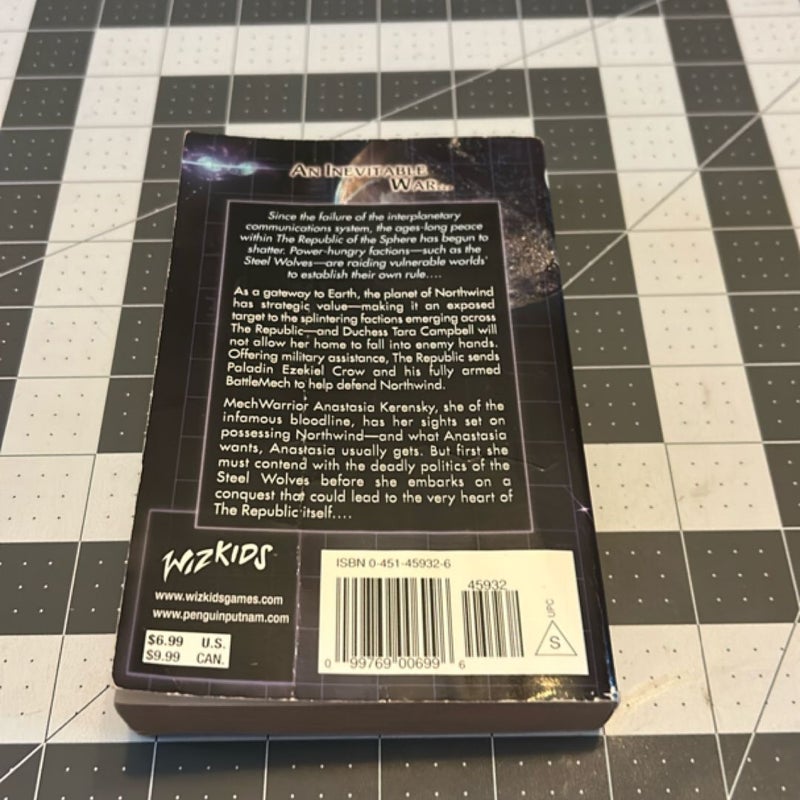 AN INEVITABLE
WAR...
Since the failure of the interplanetary
communications system, the ages-long peace
within The Republic of the Sphere has begun to
shatter. Power-hungry factions—such as the
Steel Wolves—are raiding vulnerable worlds'
to establish their own rule....
As a gateway to Earth, the planet of Northwind
has strategic value—making it an exposed
target to the splintering factions emerging across
The Republic—and Duchess Tara Campbell will
not allow her home to fall into enemy hands.
Offering military assistance, The Republic sends
Paladin Ezekiel Crow and his fully armed
BattleMech to help defend Northwind.
MechWarrior Anastasia Kerensky, she of the
infamous bloodline, has her sights set on
possessing Northwind—and what Anastasia
wants, Anastasia usually gets. But first she
must contend with the deadly politics of the
Steel Wolves before she embarks on a
conquest that could lead to the very heart of
The Republic itself....
WIZKIDS
www.wizkidsgames.com
www.penguinputnam.com
$6.99 U.S.
$9.99 CAN.
ISBN 0-451-45932-6
45932
0 99769 00699 6
UPC
S